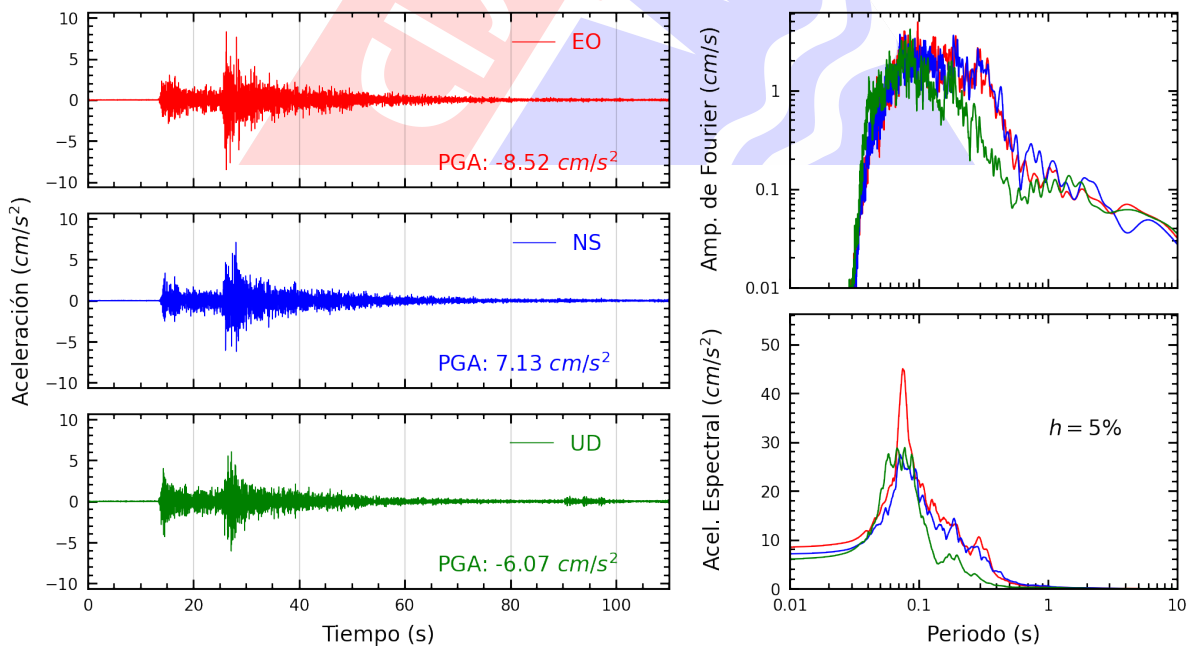 10
5
0
−5
−10
EO
PGA: -8.52 cm/s²
10
5
0
−5
−10
NS
PGA: 7.13 cm/s²
Aceleración (cm/s²)
10
5
0
−5
−10
UD
PGA: -6.07 cm/s²
0 20 40 60 80 100
Tiempo (s)
Amp. de Fourier (cm/s)
1
0.1
0.01
Acel. Espectral (cm/s²)
50
40
30
20
10
0
h = 5%
0.01 0.1 1 10
Periodo (s)